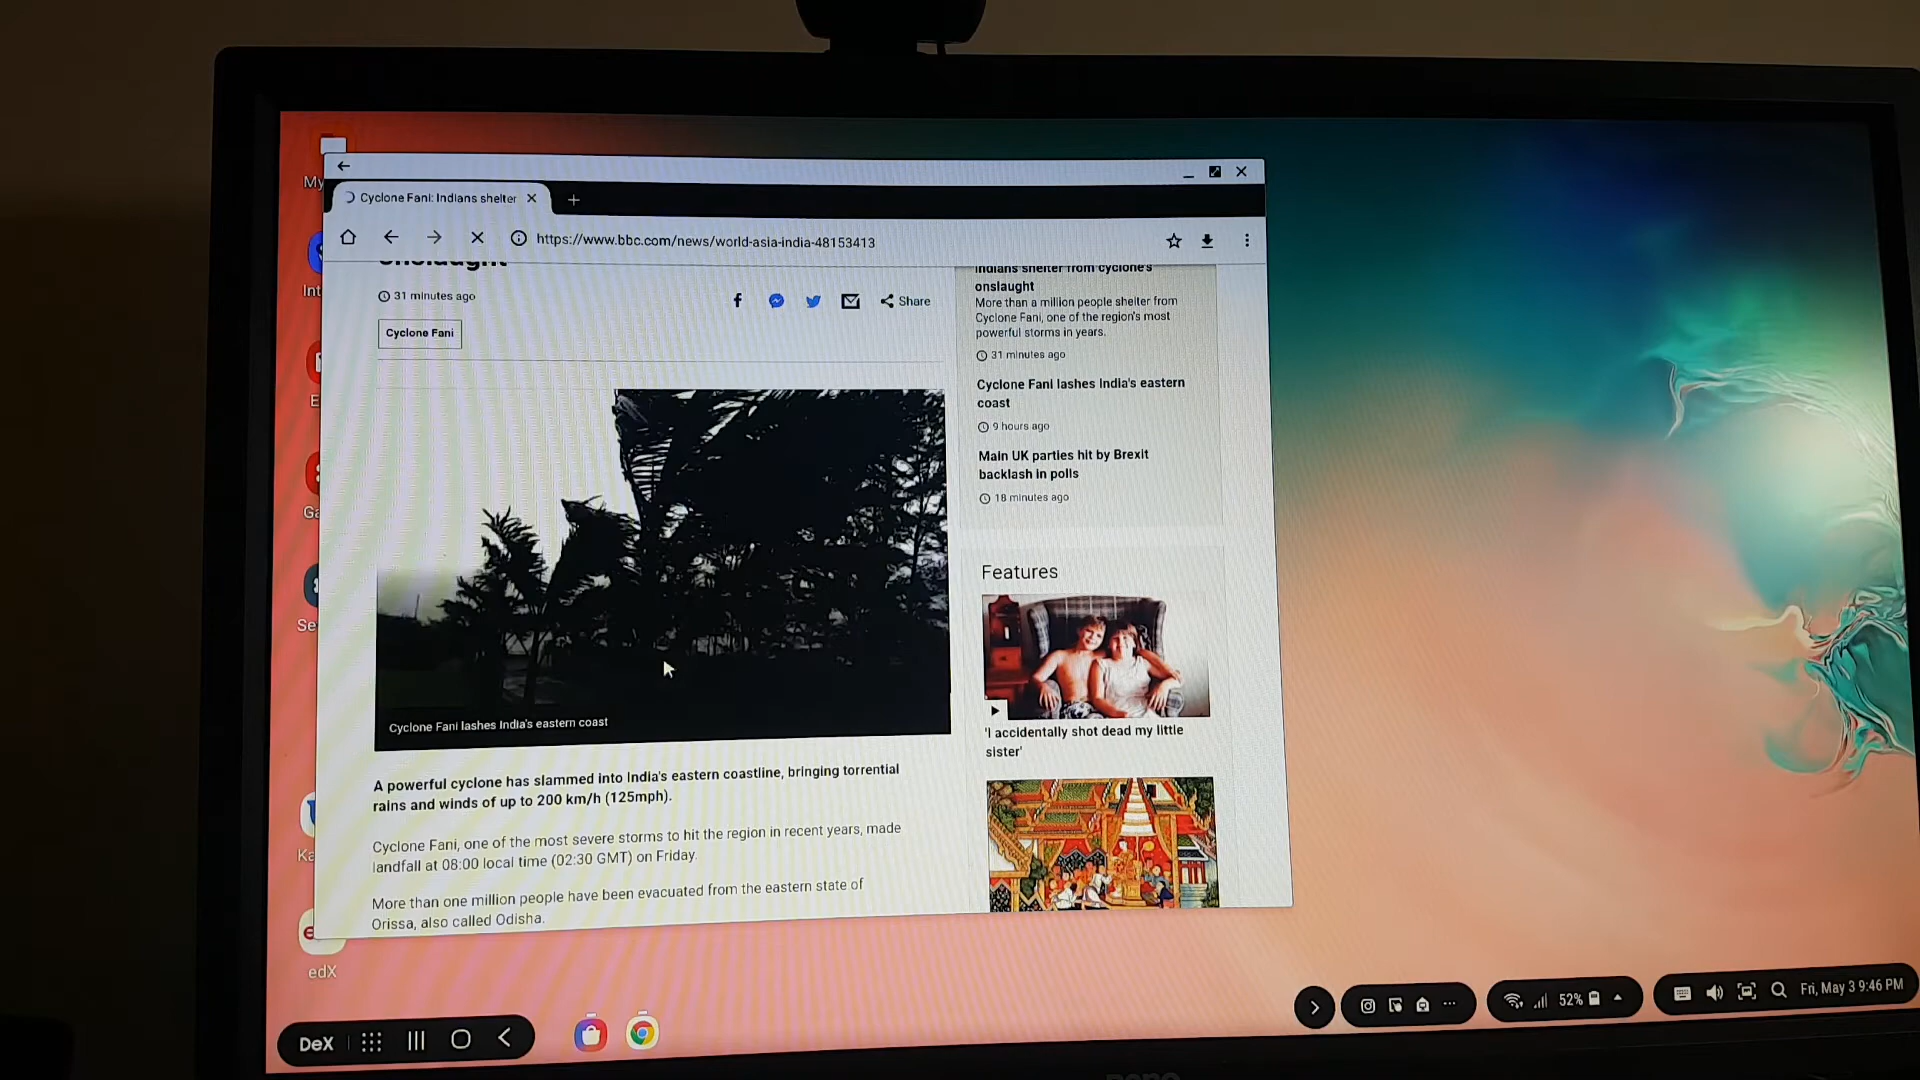 My
Cyclone Fani: Indians shelter
https://www.bbc.com/news/world-asia-india-48153413
Int
onslaught
31 minutes ago
Share
Cyclone Fani
Indians shelter from cyclone's
onslaught
More than a million people shelter from
Cyclone Fani, one of the region's most
powerful storms in years.
31 minutes ago
Cyclone Fani lashes India's eastern
coast
9 hours ago
Main UK parties hit by Brexit
backlash in polls
18 minutes ago
E
Ga
Se
Features
'I accidentally shot dead my little
sister'
Cyclone Fani lashes India's eastern coast
A powerful cyclone has slammed into India's eastern coastline, bringing torrential
rains and winds of up to 200 km/h (125mph).
Cyclone Fani, one of the most severe storms to hit the region in recent years, made
landfall at 08:00 local time (02:30 GMT) on Friday.
More than one million people have been evacuated from the eastern state of
Orissa, also called Odisha.
Ka
edX
DeX
52%
Fri, May 3 9:46 PM